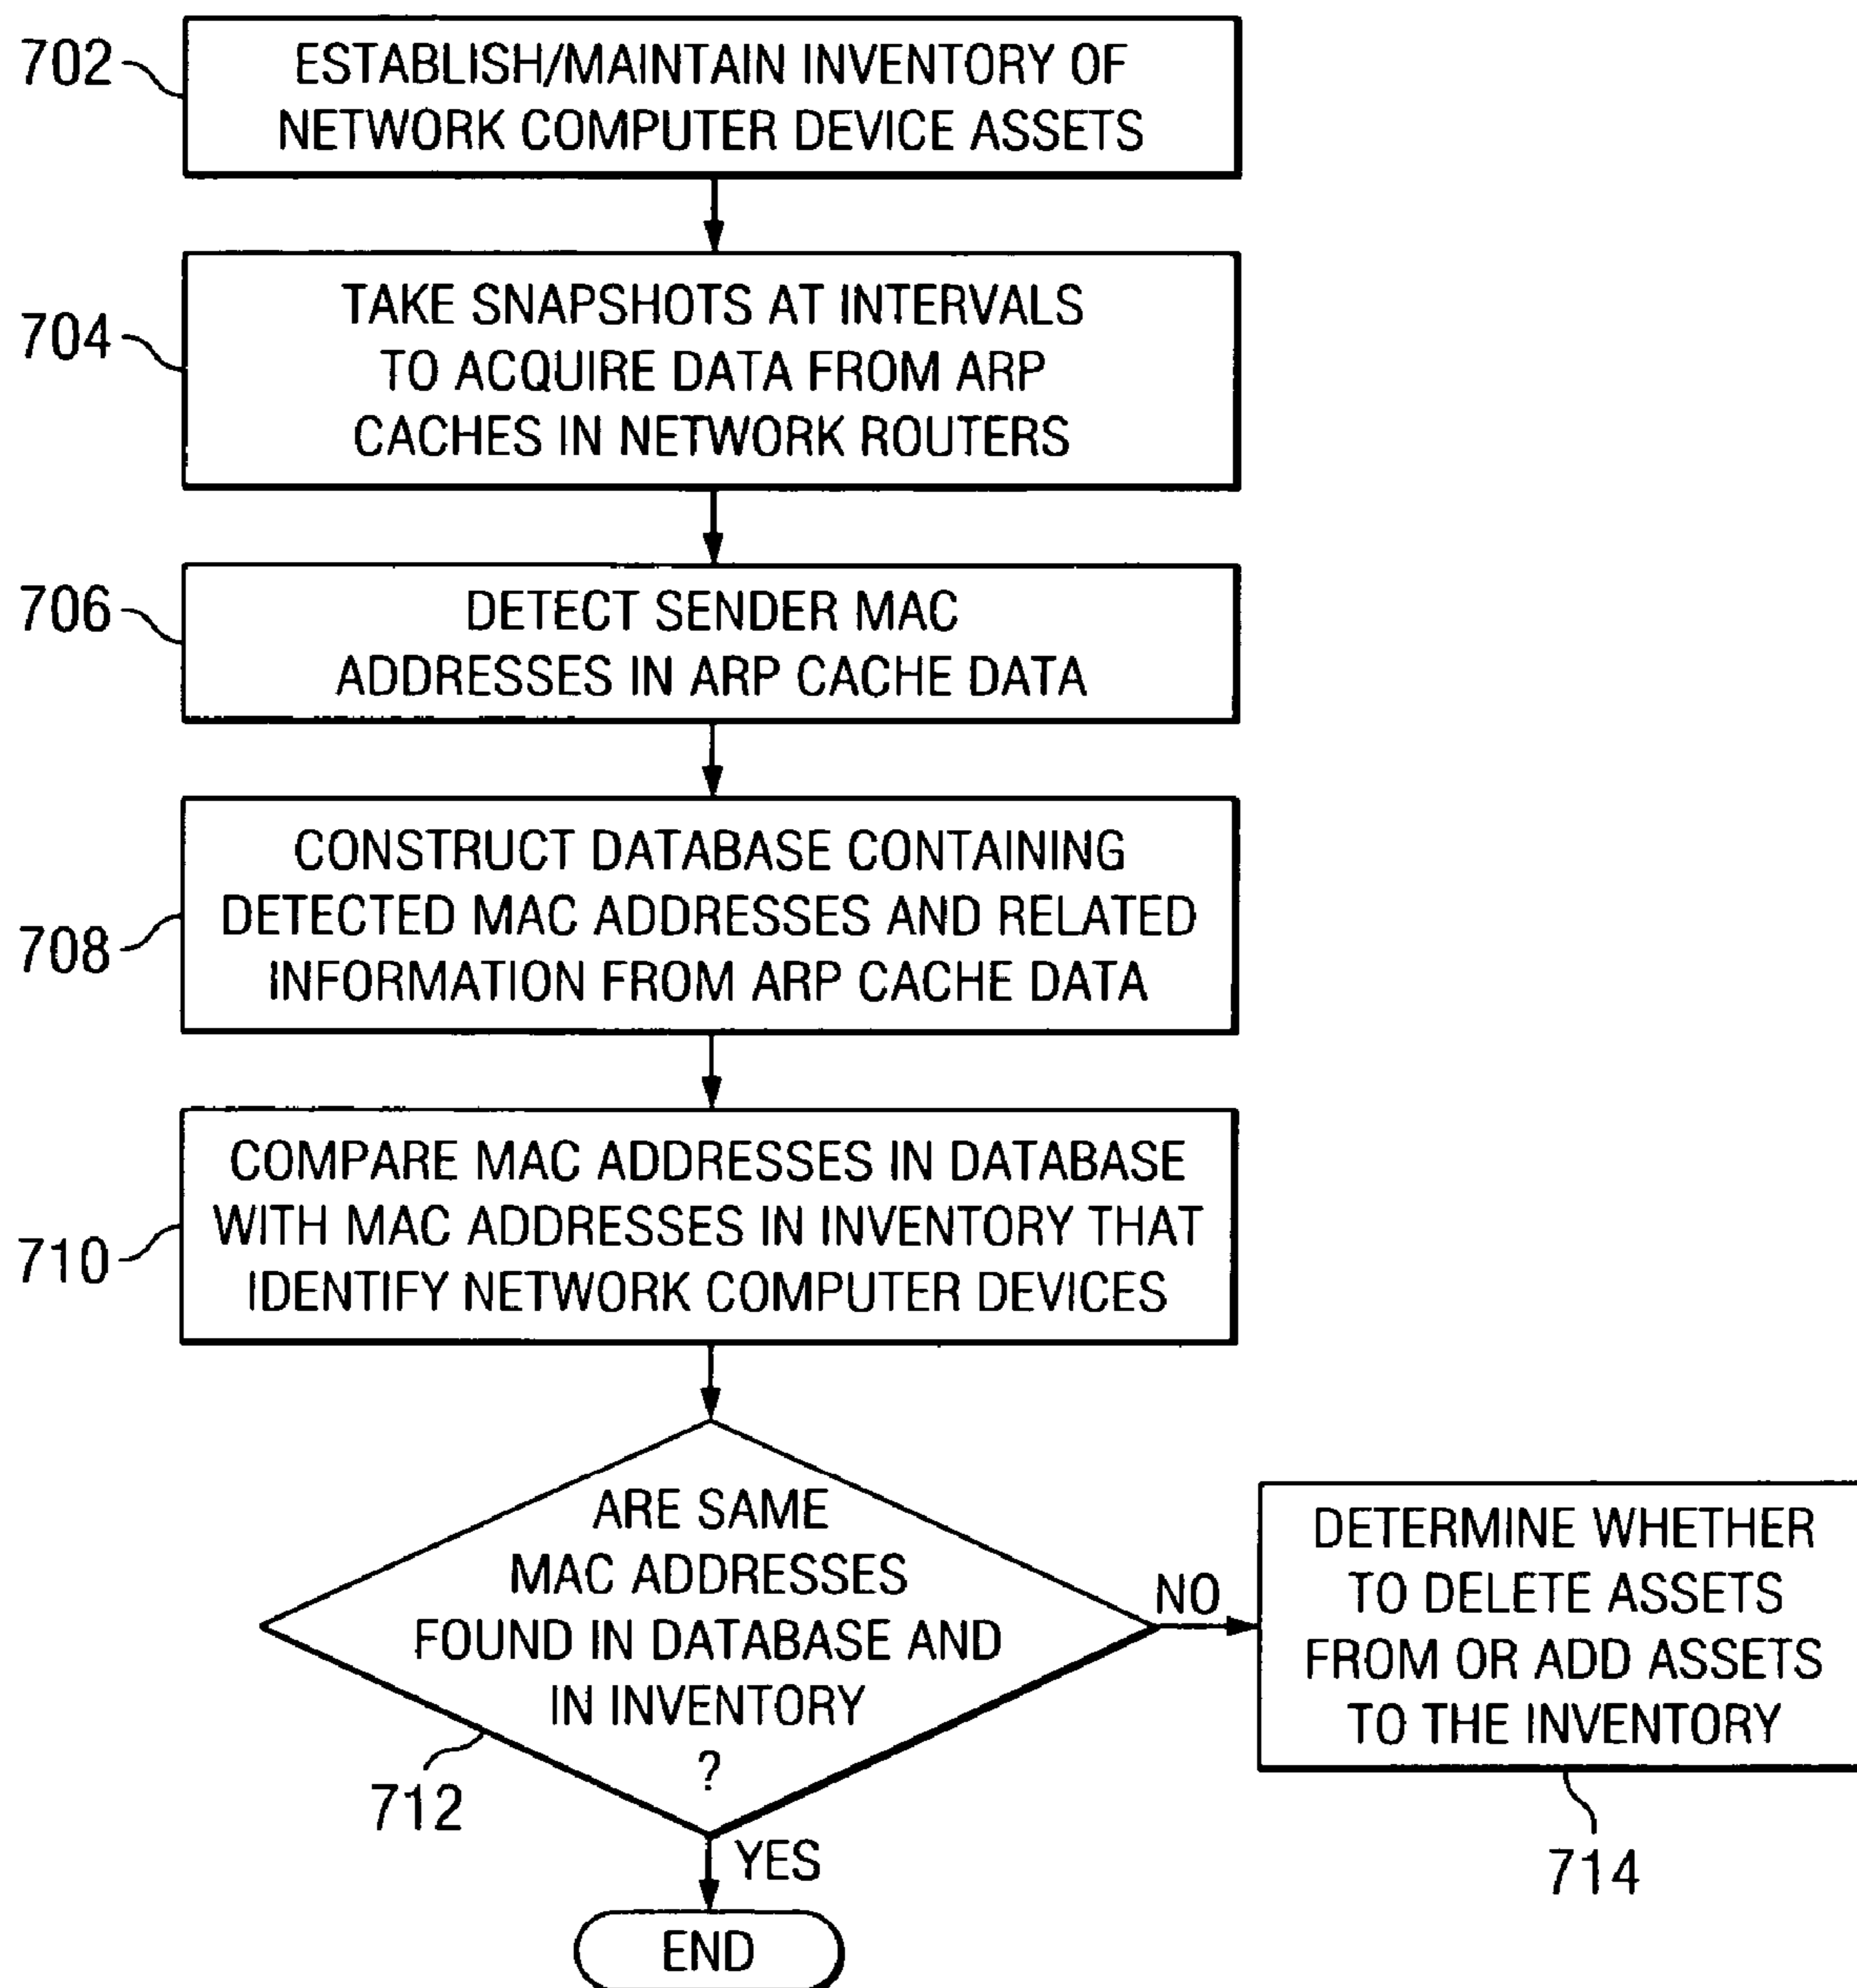 702
ESTABLISH/MAINTAIN INVENTORY OF
NETWORK COMPUTER DEVICE ASSETS
704
TAKE SNAPSHOTS AT INTERVALS
TO ACQUIRE DATA FROM ARP
CACHES IN NETWORK ROUTERS
706
DETECT SENDER MAC
ADDRESSES IN ARP CACHE DATA
708
CONSTRUCT DATABASE CONTAINING
DETECTED MAC ADDRESSES AND RELATED
INFORMATION FROM ARP CACHE DATA
710
COMPARE MAC ADDRESSES IN DATABASE
WITH MAC ADDRESSES IN INVENTORY THAT
IDENTIFY NETWORK COMPUTER DEVICES
ARE SAME
MAC ADDRESSES
FOUND IN DATABASE AND
IN INVENTORY
?
712
NO
DETERMINE WHETHER
TO DELETE ASSETS
FROM OR ADD ASSETS
TO THE INVENTORY
714
YES
END